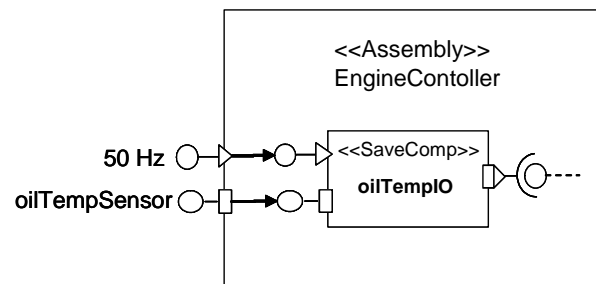 <<Assembly>>
EngineContoller
50 Hz
<<SaveComp>>
oilTempSensor
oilTempIO